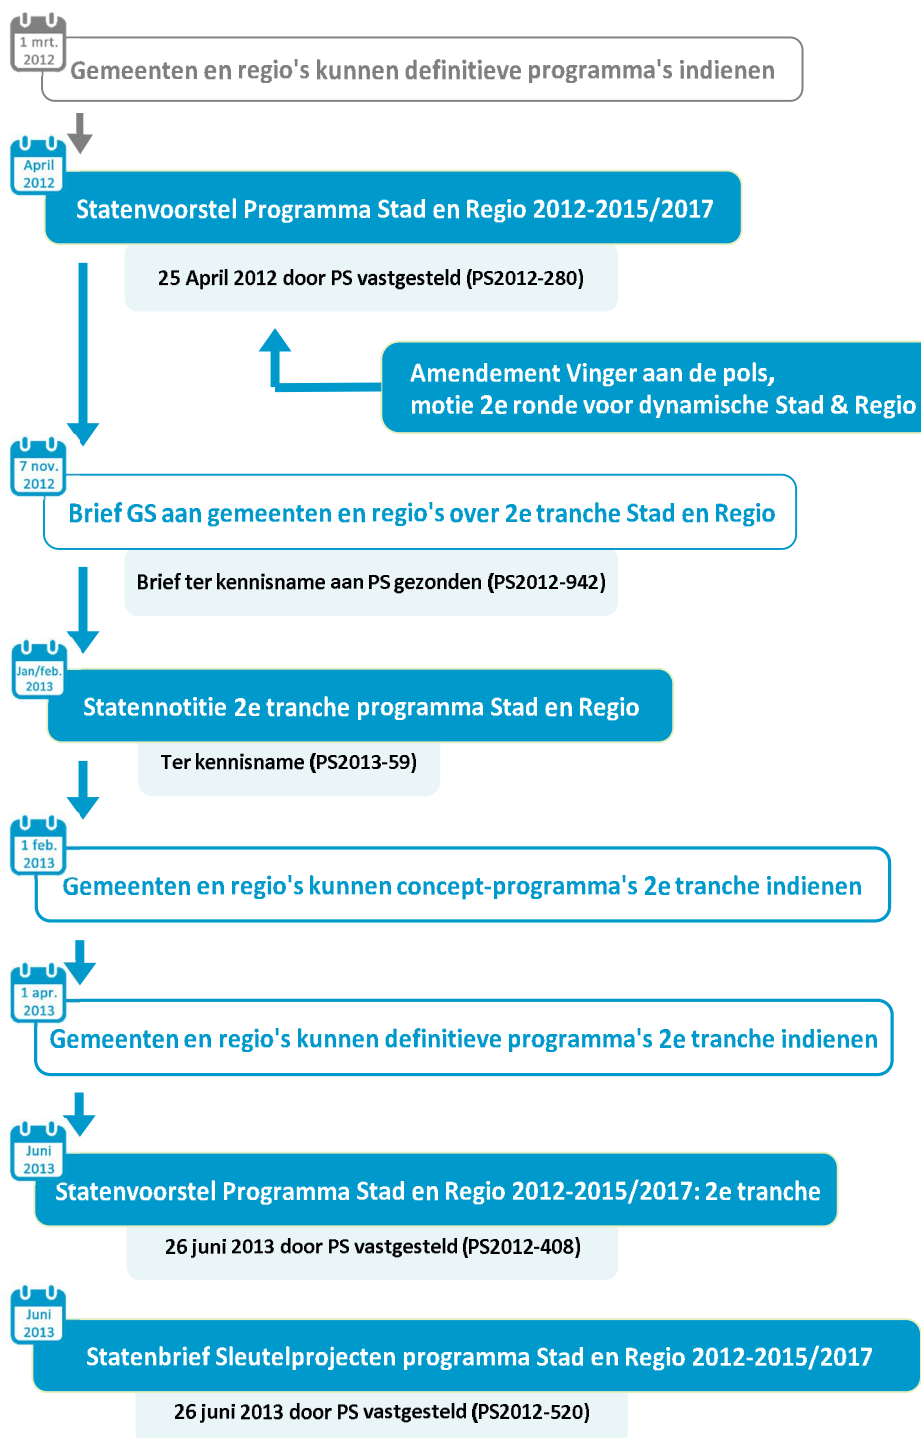 1 mrt.
2012
Gemeenten en regio's kunnen definitieve programma's indienen
April
2012
Statenvoorstel Programma Stad en Regio 2012-2015/2017
25 April 2012 door PS vastgesteld (PS2012-280)
Amendement Vinger aan de pols,
motie 2e ronde voor dynamische Stad & Regio
7 nov.
2012
Brief GS aan gemeenten en regio's over 2e tranche Stad en Regio
Brief ter kennisname aan PS gezonden (PS2012-942)
Jan/feb.
2013
Statennotitie 2e tranche programma Stad en Regio
Ter kennisname (PS2013-59)
1 feb.
2013
Gemeenten en regio's kunnen concept-programma's 2e tranche indienen
1 apr.
2013
Gemeenten en regio's kunnen definitieve programma's 2e tranche indienen
Juni
2013
Statenvoorstel Programma Stad en Regio 2012-2015/2017: 2e tranche
26 juni 2013 door PS vastgesteld (PS2012-408)
Juni
2013
Statenbrief Sleutelprojecten programma Stad en Regio 2012-2015/2017
26 juni 2013 door PS vastgesteld (PS2012-520)